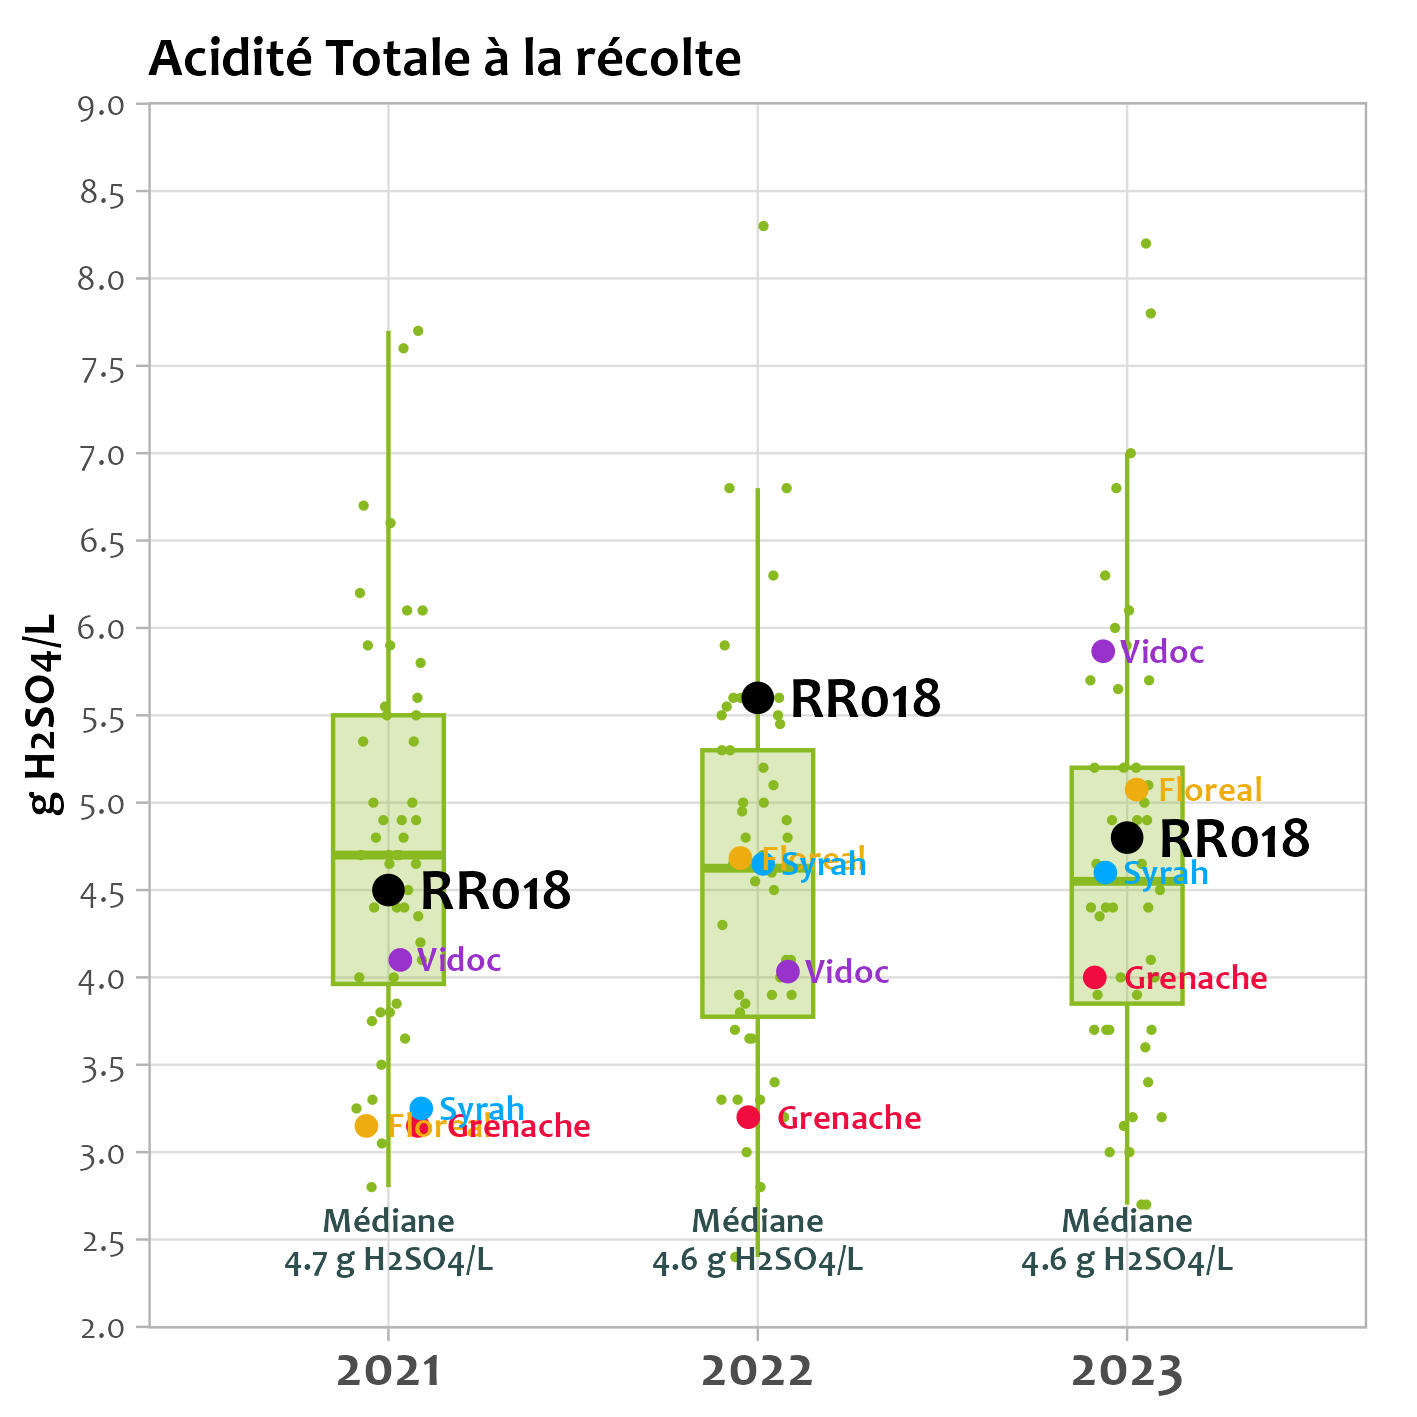 Acidité Totale à la récolte
g H2SO4/L
9.0
8.5
8.0
7.5
7.0
6.5
6.0
5.5
5.0
4.5
4.0
3.5
3.0
2.5
2.0
RR018
Vidoc
Syrah
Floreal
Grenache
Médiane
4.7 g H2SO4/L
RR018
Floreal
Syrah
Vidoc
Grenache
Médiane
4.6 g H2SO4/L
Vidoc
Floreal
RR018
Syrah
Grenache
Médiane
4.6 g H2SO4/L
2021
2022
2023